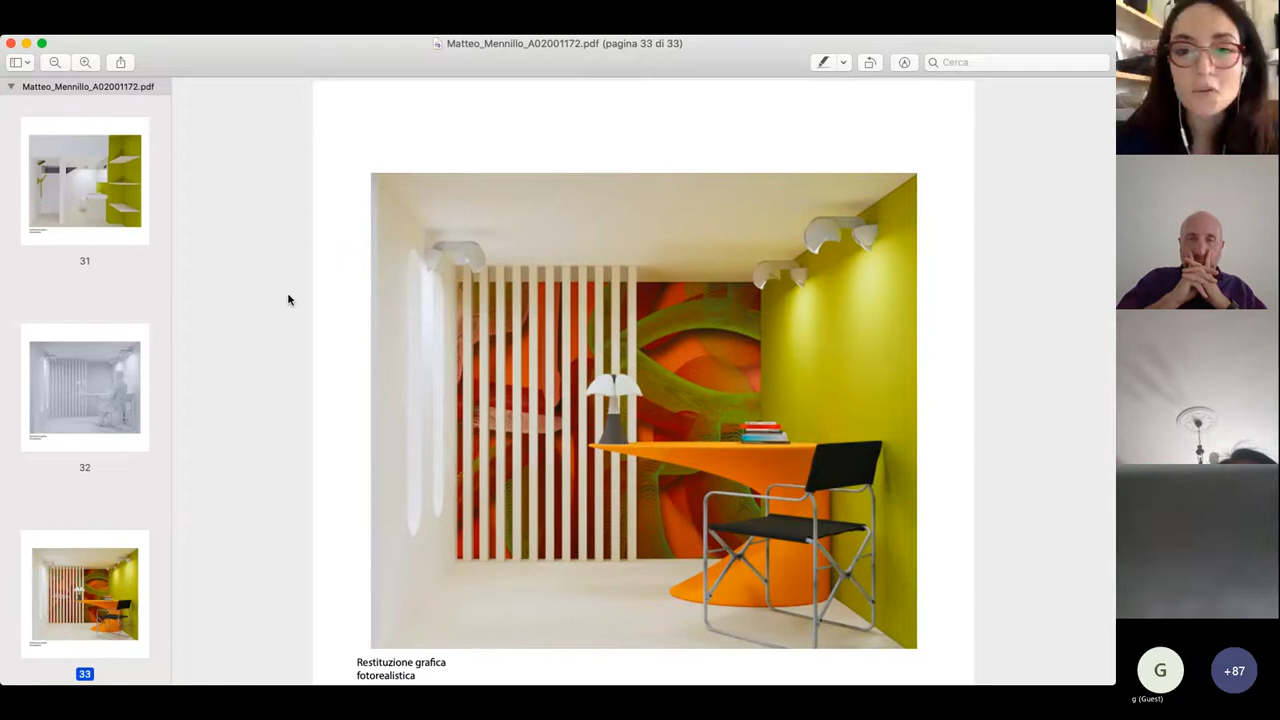 Matteo_Mennillo_A02001172.pdf (pagina 33 di 33)
Cerca
Matteo_Mennillo_A02001172.pdf
31
32
33
Restituzione grafica
fotorealistica
G
+87
g (Guest)